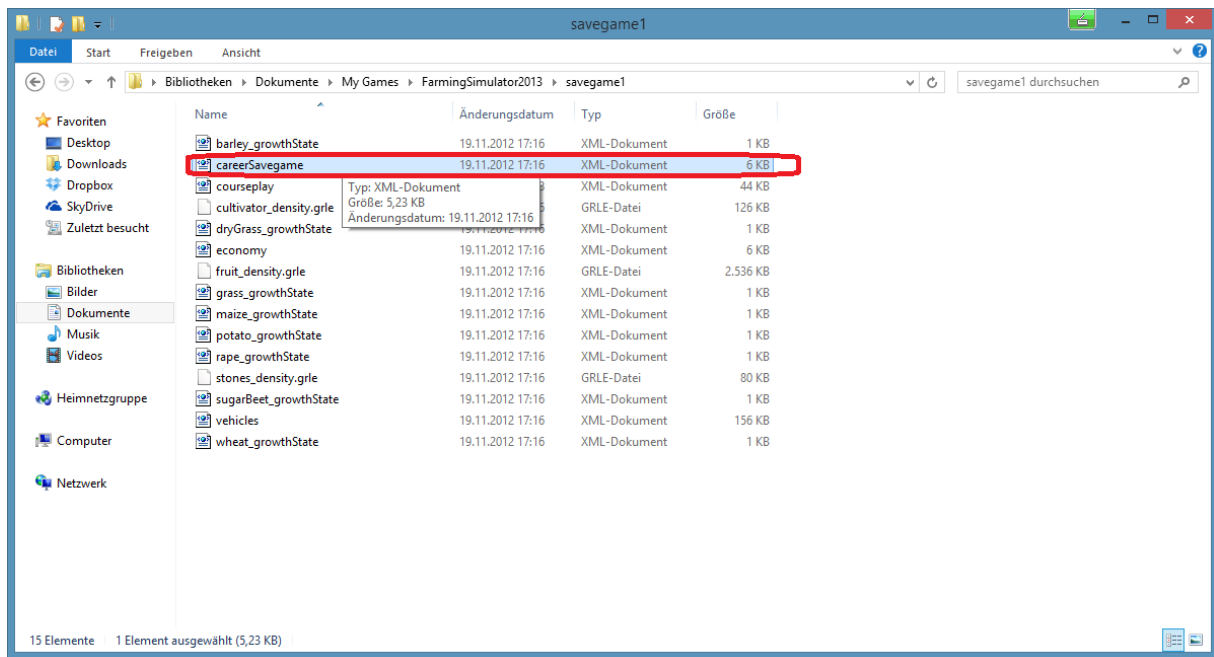 savegame1
Datei Start Freigeben Ansicht
Bibliotheken Dokumente My Games FarmingSimulator2013 savegame1
savegame1 durchsuchen
Favoriten
Desktop
Downloads
Dropbox
SkyDrive
Zuletzt besucht
Bibliotheken
Bilder
Dokumente
Musik
Videos
Heimnetzgruppe
Computer
Netzwerk
Name Änderungsdatum Typ Größe
barley_growthState 19.11.2012 17:16 XML-Dokument 1 KB
careerSavegame 19.11.2012 17:16 XML-Dokument 6 KB
courseplay XML-Dokument 44 KB
cultivator_density.grle GRLE-Datei 126 KB
dryGrass_growthState 19.11.2012 17:16 XML-Dokument 1 KB
economy 19.11.2012 17:16 XML-Dokument 6 KB
fruit_density.grle 19.11.2012 17:16 GRLE-Datei 2.536 KB
grass_growthState 19.11.2012 17:16 XML-Dokument 1 KB
maize_growthState 19.11.2012 17:16 XML-Dokument 1 KB
potato_growthState 19.11.2012 17:16 XML-Dokument 1 KB
rape_growthState 19.11.2012 17:16 XML-Dokument 1 KB
stones_density.grle 19.11.2012 17:16 GRLE-Datei 80 KB
sugarBeet_growthState 19.11.2012 17:16 XML-Dokument 1 KB
vehicles 19.11.2012 17:16 XML-Dokument 156 KB
wheat_growthState 19.11.2012 17:16 XML-Dokument 1 KB
Typ: XML-Dokument
Größe: 5,23 KB
Änderungsdatum: 19.11.2012 17:16
15 Elemente 1 Element ausgewählt (5,23 KB)